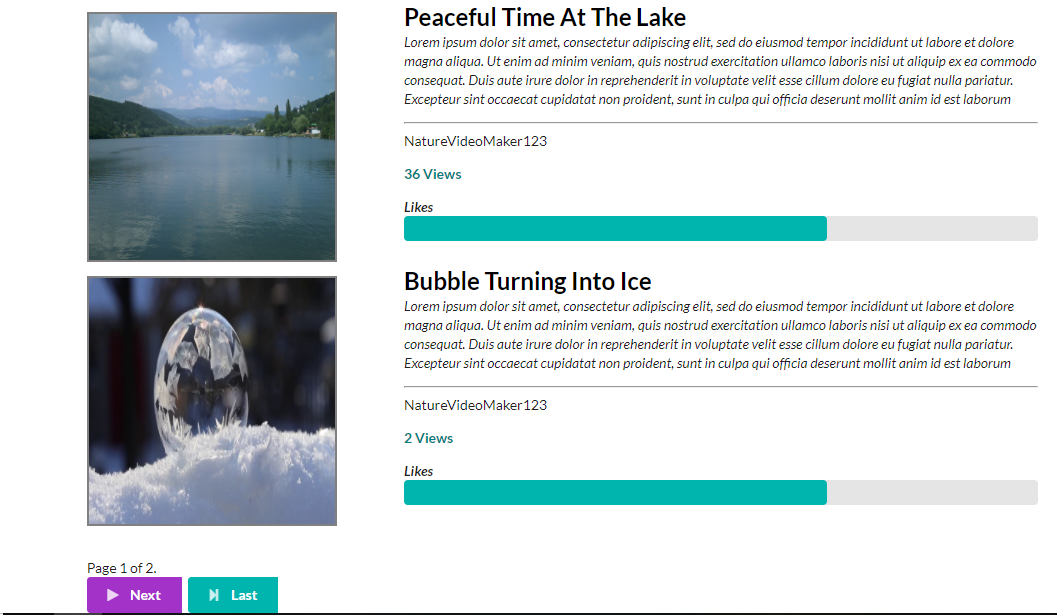 Peaceful Time At The Lake
Lorem ipsum dolor sit amet, consectetur adipiscing elit, sed do eiusmod tempor incididunt ut labore et dolore
magna aliqua. Ut enim ad minim veniam, quis nostrud exercitation ullamco laboris nisi ut aliquip ex ea commodo
consequat. Duis aute irure dolor in reprehenderit in voluptate velit esse cillum dolore eu fugiat nulla pariatur.
Excepteur sint occaecat cupidatat non proident, sunt in culpa qui officia deserunt mollit anim id est laborum
NatureVideoMaker123
36 Views
Likes
Bubble Turning Into Ice
Lorem ipsum dolor sit amet, consectetur adipiscing elit, sed do eiusmod tempor incididunt ut labore et dolore
magna aliqua. Ut enim ad minim veniam, quis nostrud exercitation ullamco laboris nisi ut aliquip ex ea commodo
consequat. Duis aute irure dolor in reprehenderit in voluptate velit esse cillum dolore eu fugiat nulla pariatur.
Excepteur sint occaecat cupidatat non proident, sunt in culpa qui officia deserunt mollit anim id est laborum
NatureVideoMaker123
2 Views
Likes
Page 1 of 2.
Next Last